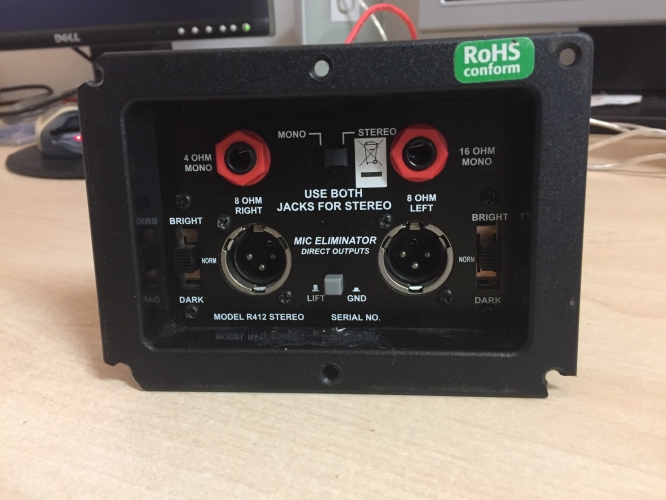 DELL
RoHS
conform
MONO
STEREO
4 OHM
MONO
16 OHM
MONO
USE BOTH
JACKS FOR STEREO
8 OHM
RIGHT
8 OHM
LEFT
BRIGHT
BRIGHT
MIC ELIMINATOR
DIRECT OUTPUTS
NORM
NORM
DARK
DARK
LIFT
GND
MODEL R412 STEREO
SERIAL NO.